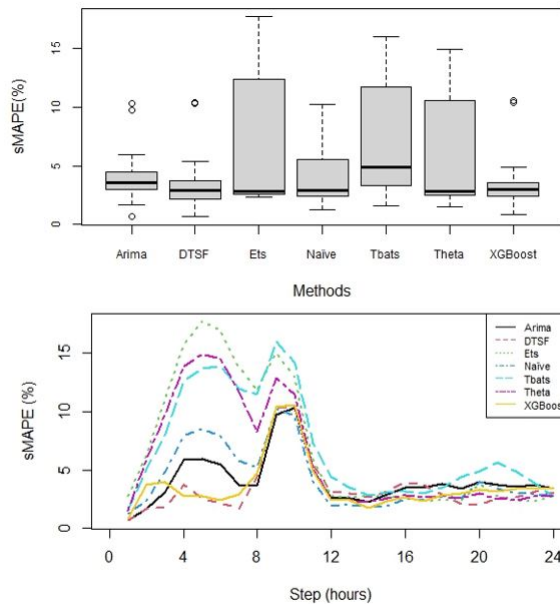 sMAPE(%)
15
10
5
0
Arima DTSF Ets Naïve Tbats Theta XGBoost
Methods
sMAPE (%)
15
10
5
0
Arima
DTSF
Ets
Naïve
Tbats
Theta
XGBoost
0 4 8 12 16 20 24
Step (hours)